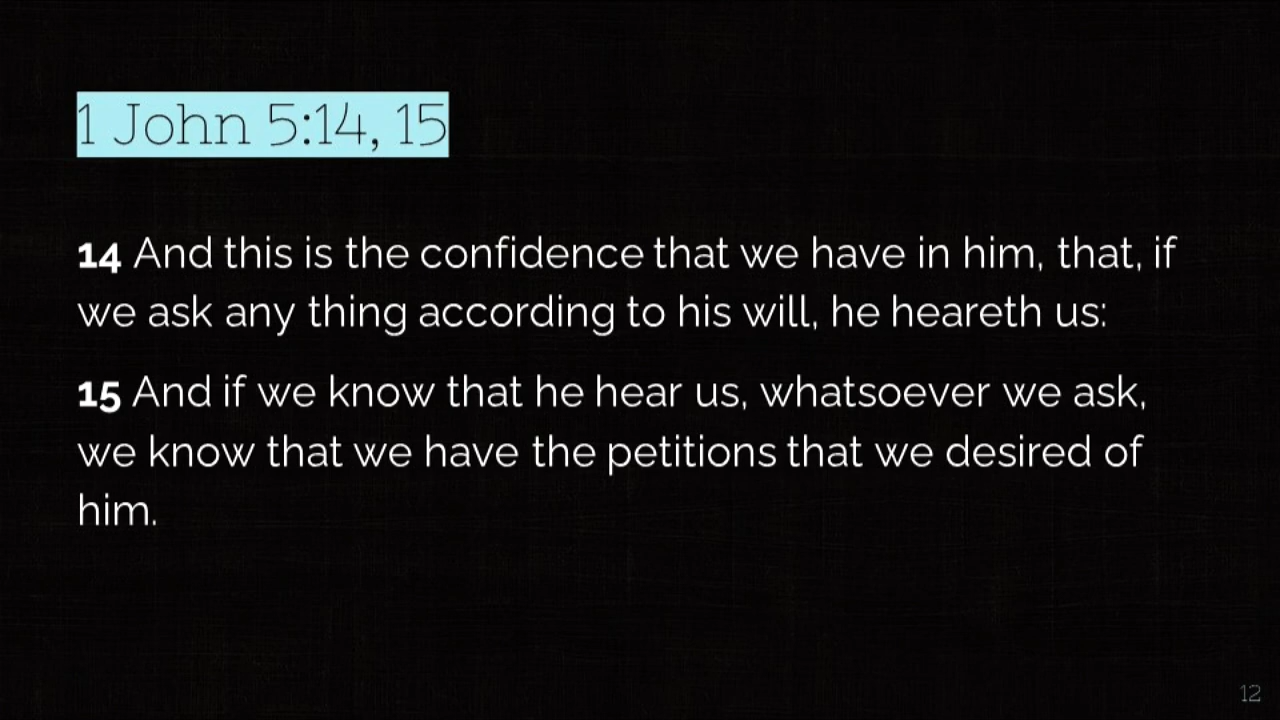 1 John 5:14, 15
14 And this is the confidence that we have in him, that, if
we ask any thing according to his will, he heareth us:
15 And if we know that he hear us, whatsoever we ask,
we know that we have the petitions that we desired of
him.
12